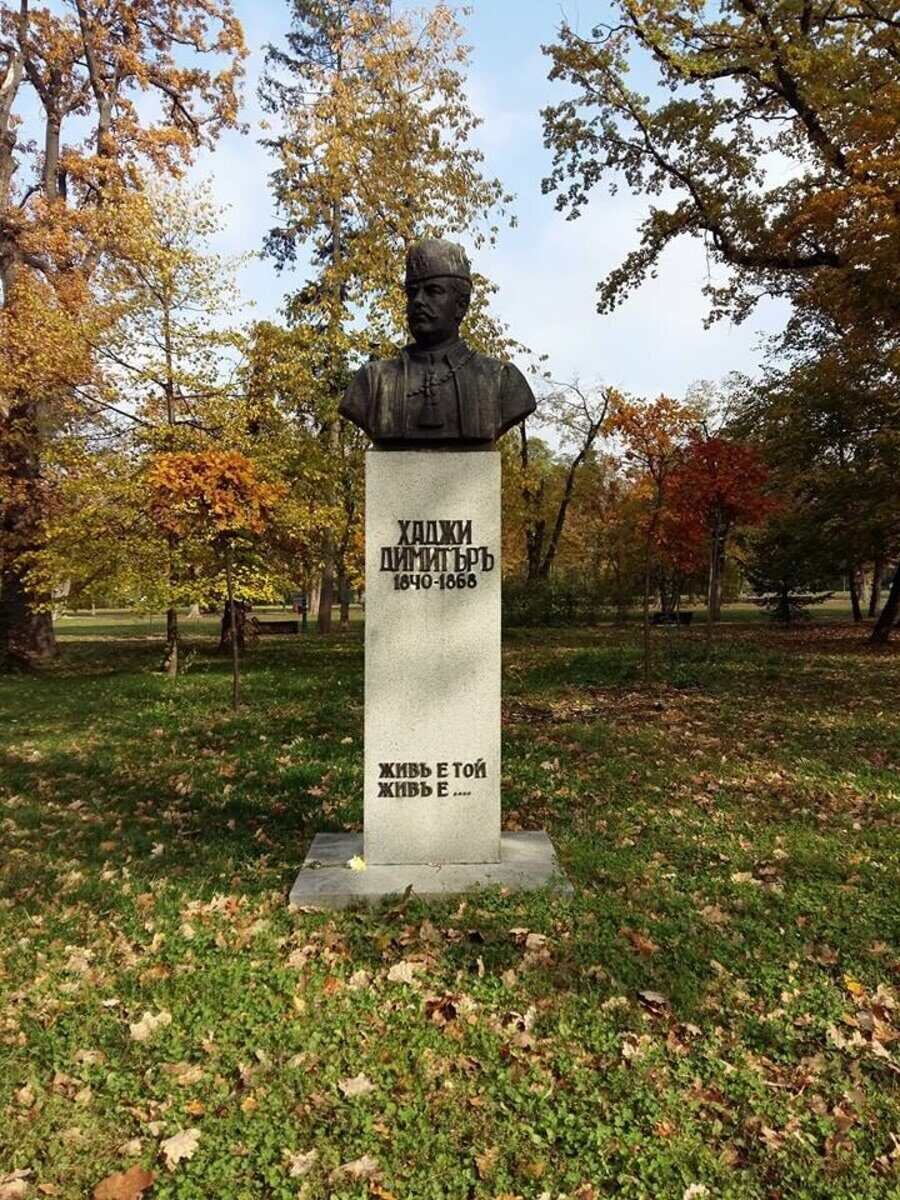 ХАДЖИ
ДИМИТЪРЪ
1840-1868
ЖИВЪ Е ТОЙ
ЖИВЪ Е ....